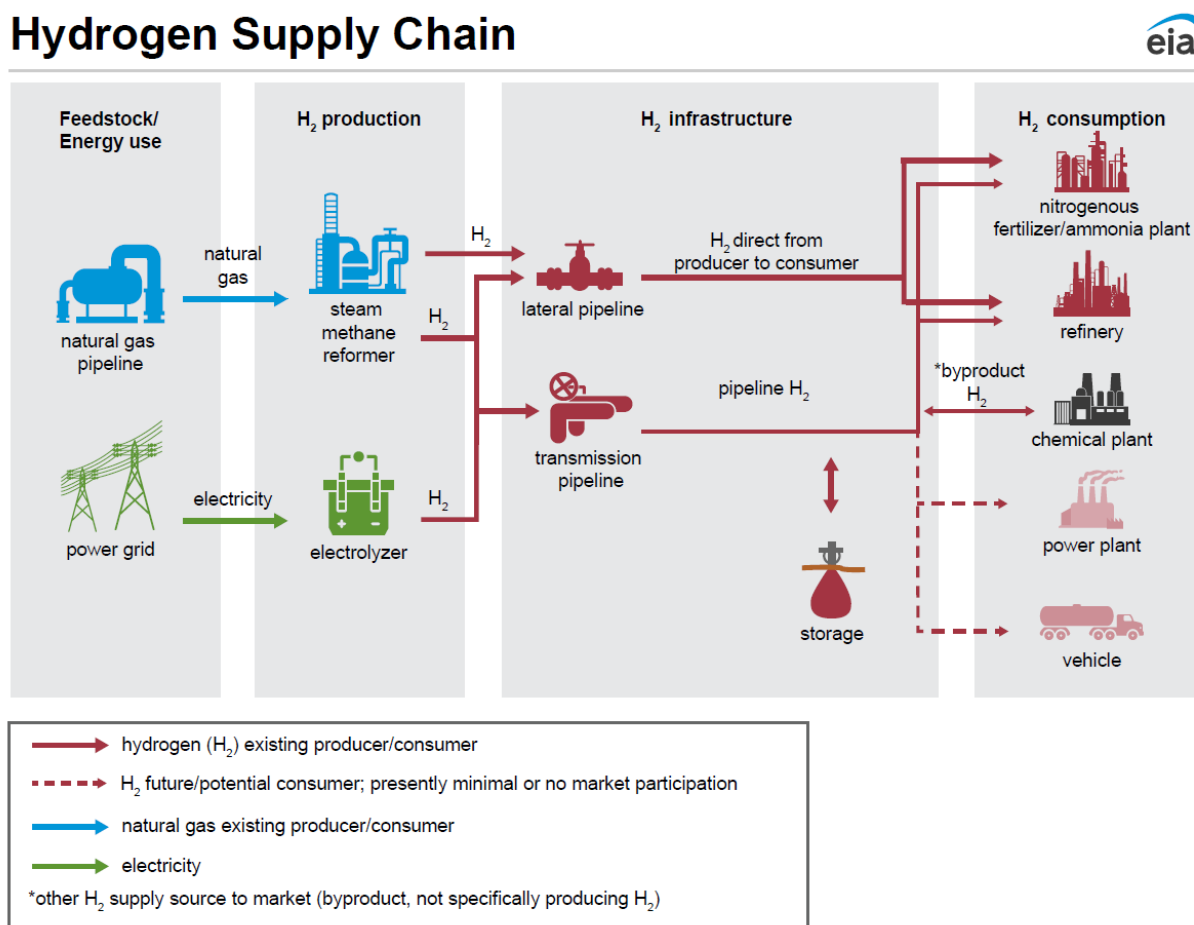 Hydrogen Supply Chain
eia
Feedstock/
Energy use
H₂ production
H₂ infrastructure
H₂ consumption
natural gas
pipeline
natural
gas
steam
methane
reformer
H₂
H₂
lateral pipeline
H₂ direct from
producer to consumer
nitrogenous
fertilizer/ammonia plant
refinery
power grid
electricity
electrolyzer
+ −
H₂
transmission
pipeline
pipeline H₂
*byproduct
H₂
chemical plant
storage
power plant
vehicle
hydrogen (H₂) existing producer/consumer
H₂ future/potential consumer; presently minimal or no market participation
natural gas existing producer/consumer
electricity
*other H₂ supply source to market (byproduct, not specifically producing H₂)